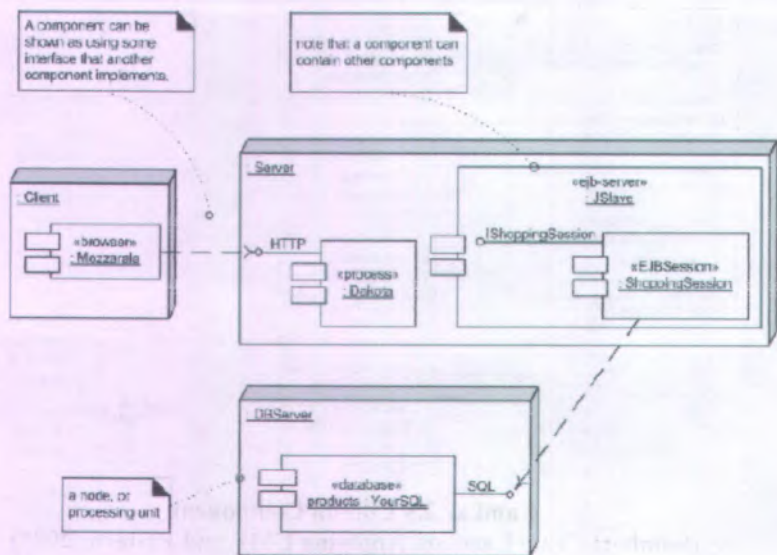 A component can be
shown as using some
interface that another
component implements.
note that a component can
contain other components
: Server
«ejb-server»
: JSlave
: Client
«browser»
: Mozzarela
HTTP
IShoppingSession
«process»
: Dokota
«EJBSession»
: ShoppingSession
: DBServer
«database»
products : YourSQL
SQL
a node, or
processing unit